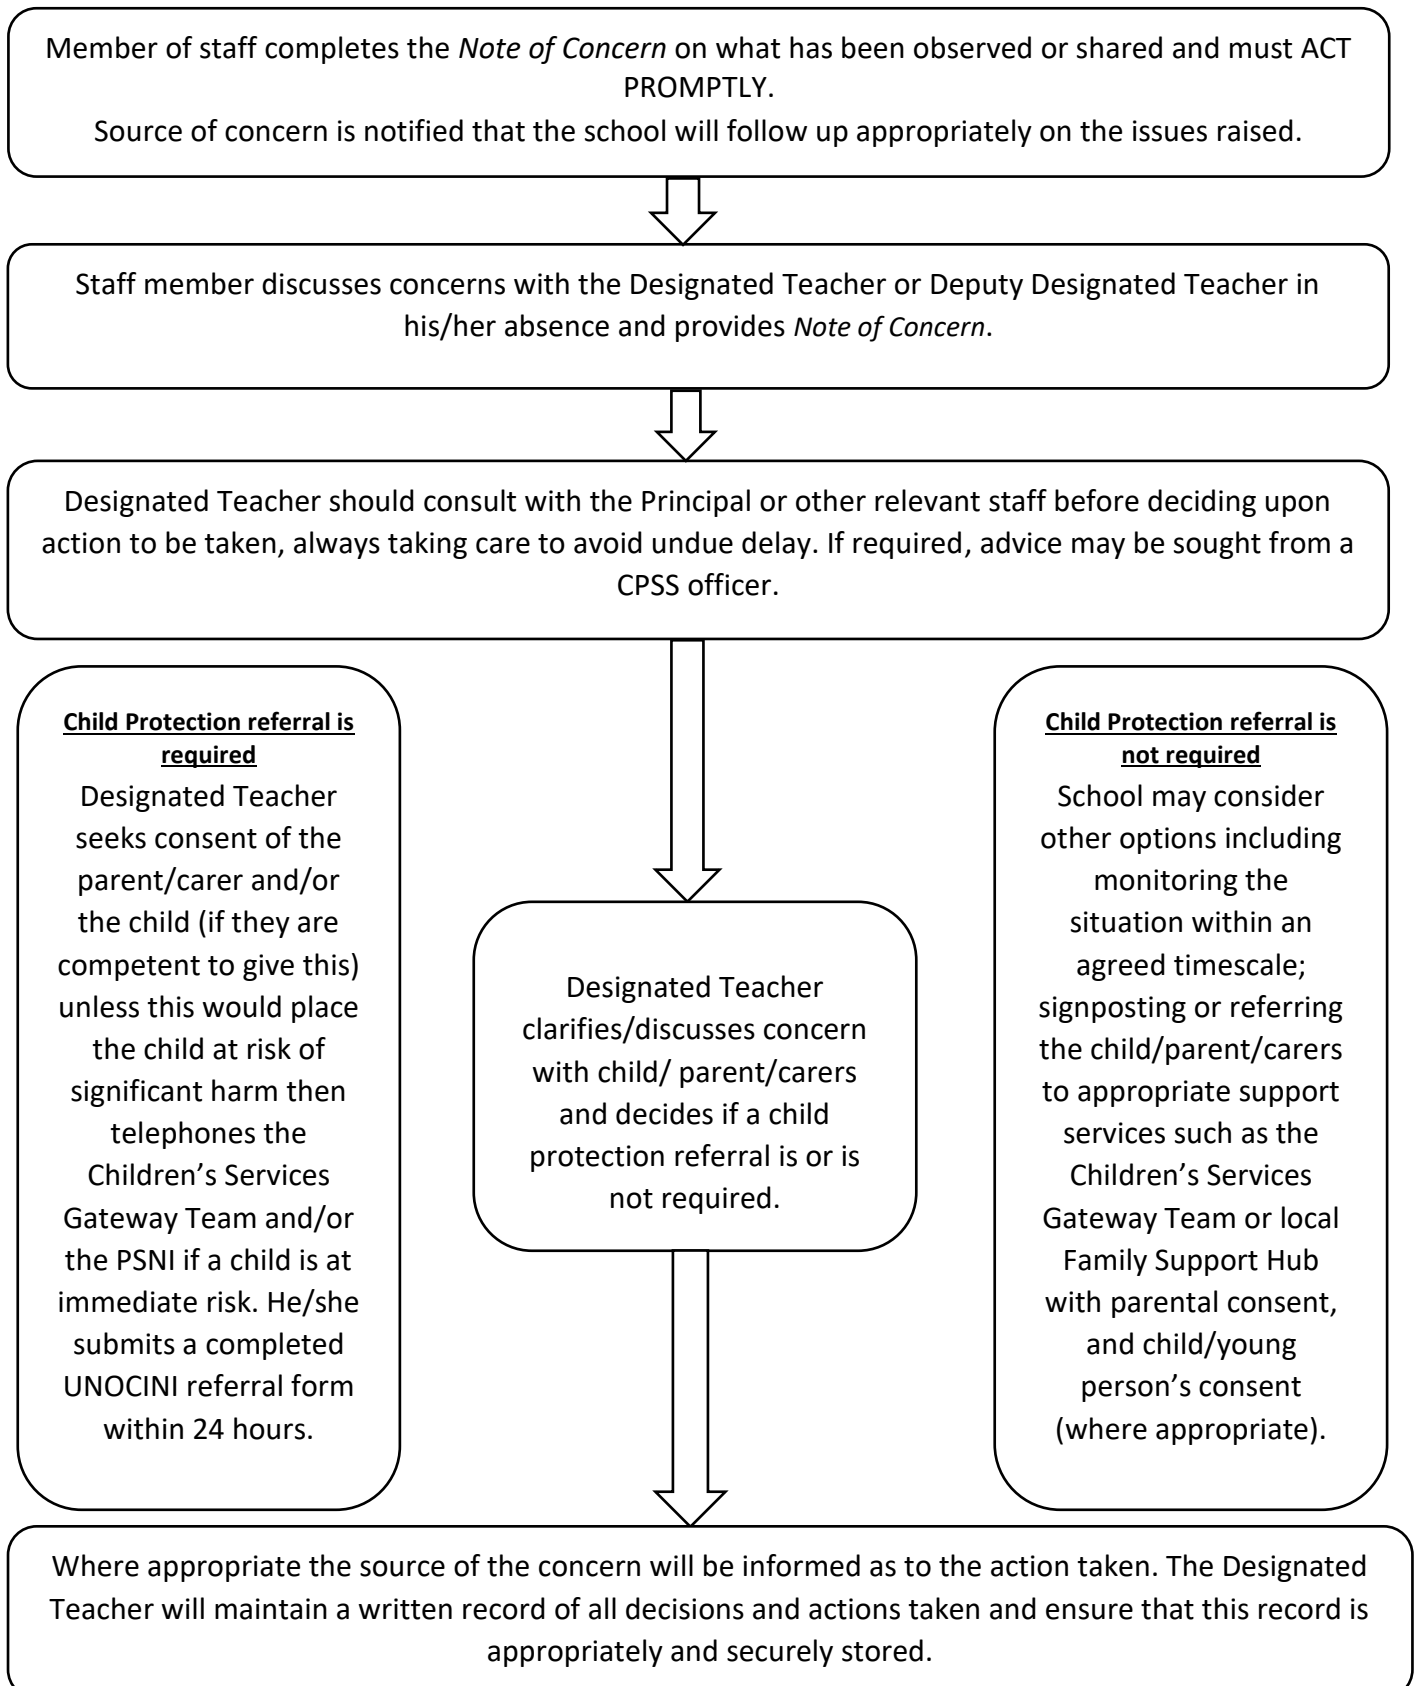 Member of staff completes the Note of Concern on what has been observed or shared and must ACT
PROMPTLY.
Source of concern is notified that the school will follow up appropriately on the issues raised.
Staff member discusses concerns with the Designated Teacher or Deputy Designated Teacher in
his/her absence and provides Note of Concern.
Designated Teacher should consult with the Principal or other relevant staff before deciding upon
action to be taken, always taking care to avoid undue delay. If required, advice may be sought from a
CPSS officer.
Child Protection referral is
required
Designated Teacher
seeks consent of the
parent/carer and/or
the child (if they are
competent to give this)
unless this would place
the child at risk of
significant harm then
telephones the
Children’s Services
Gateway Team and/or
the PSNI if a child is at
immediate risk. He/she
submits a completed
UNOCINI referral form
within 24 hours.
Designated Teacher
clarifies/discusses concern
with child/ parent/carers
and decides if a child
protection referral is or is
not required.
Child Protection referral is
not required
School may consider
other options including
monitoring the
situation within an
agreed timescale;
signposting or referring
the child/parent/carers
to appropriate support
services such as the
Children’s Services
Gateway Team or local
Family Support Hub
with parental consent,
and child/young
person’s consent
(where appropriate).
Where appropriate the source of the concern will be informed as to the action taken. The Designated
Teacher will maintain a written record of all decisions and actions taken and ensure that this record is
appropriately and securely stored.